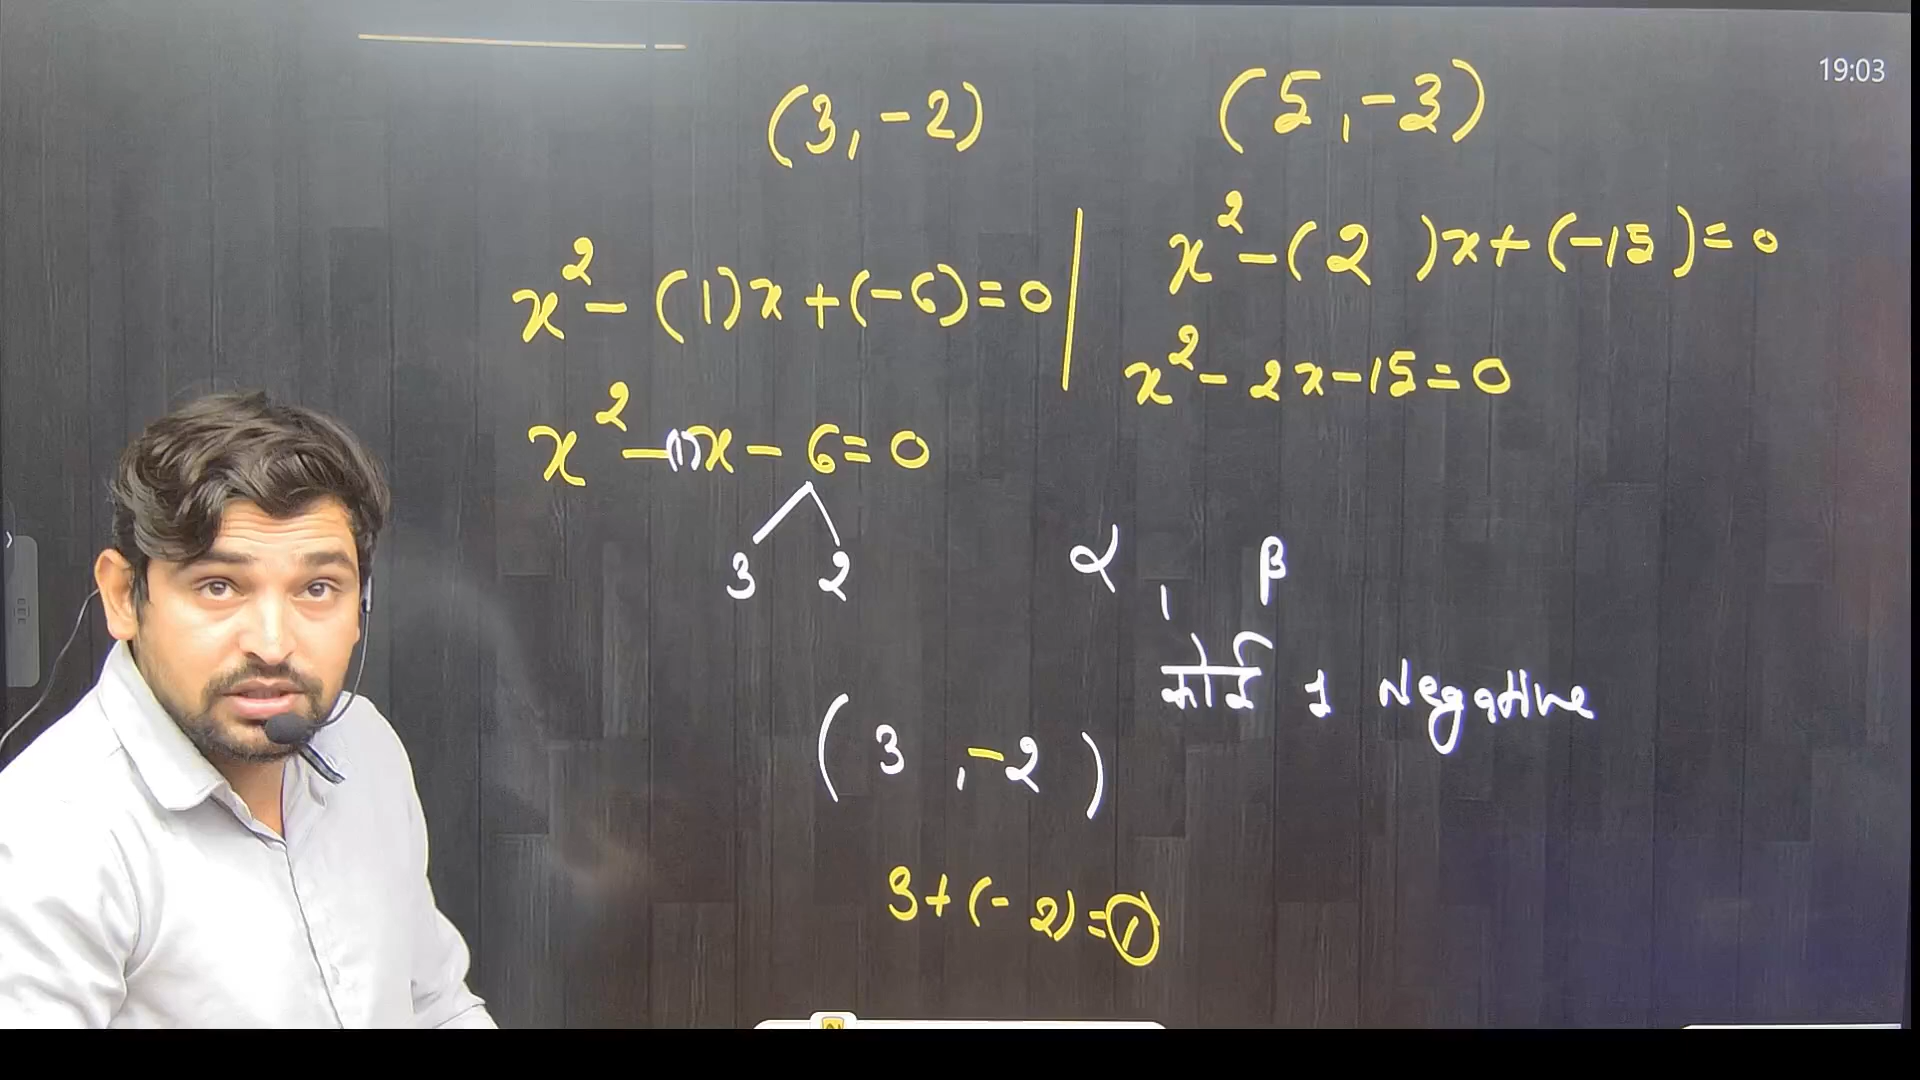 19:03
(3, -2)
(5, -3)
x² - (1)x + (-6) = 0
x² - (2 )x + (-15) = 0
x² - 2x - 15 = 0
x² - (1)x - 6 = 0
3 2
α , β
कोई 1 Negative
(3 , -2)
3 + (-2) = 1